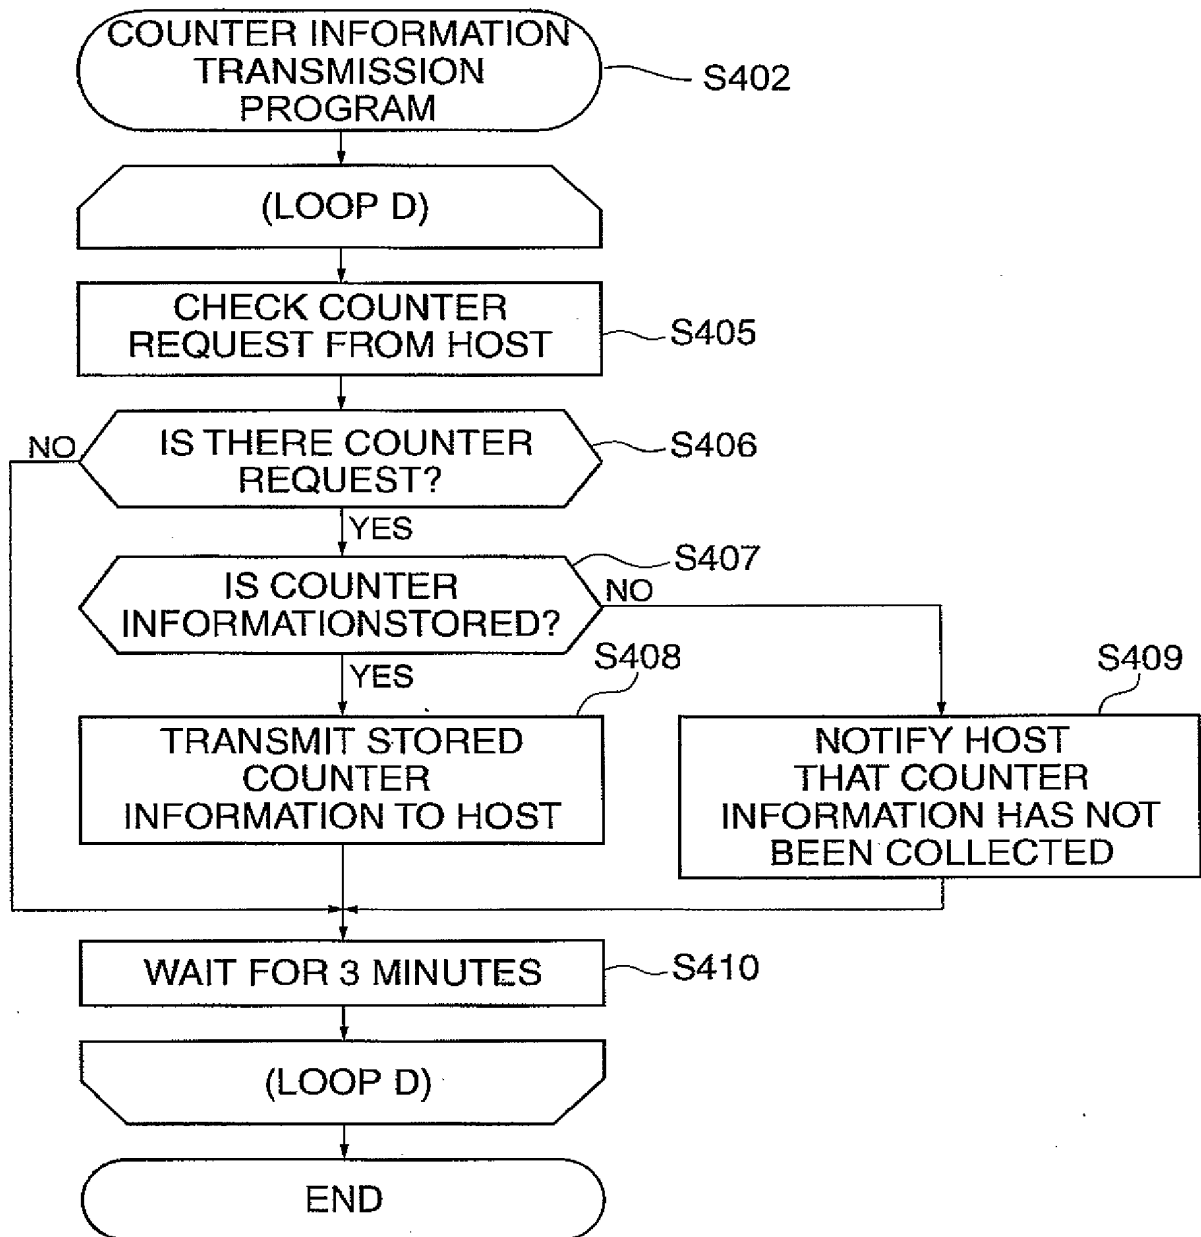 COUNTER INFORMATION
TRANSMISSION
PROGRAM
S402
(LOOP D)
CHECK COUNTER
REQUEST FROM HOST
S405
NO
IS THERE COUNTER
REQUEST?
S406
YES
IS COUNTER
INFORMATIONSTORED?
S407
NO
YES
S408
S409
TRANSMIT STORED
COUNTER
INFORMATION TO HOST
NOTIFY HOST
THAT COUNTER
INFORMATION HAS NOT
BEEN COLLECTED
WAIT FOR 3 MINUTES
S410
(LOOP D)
END